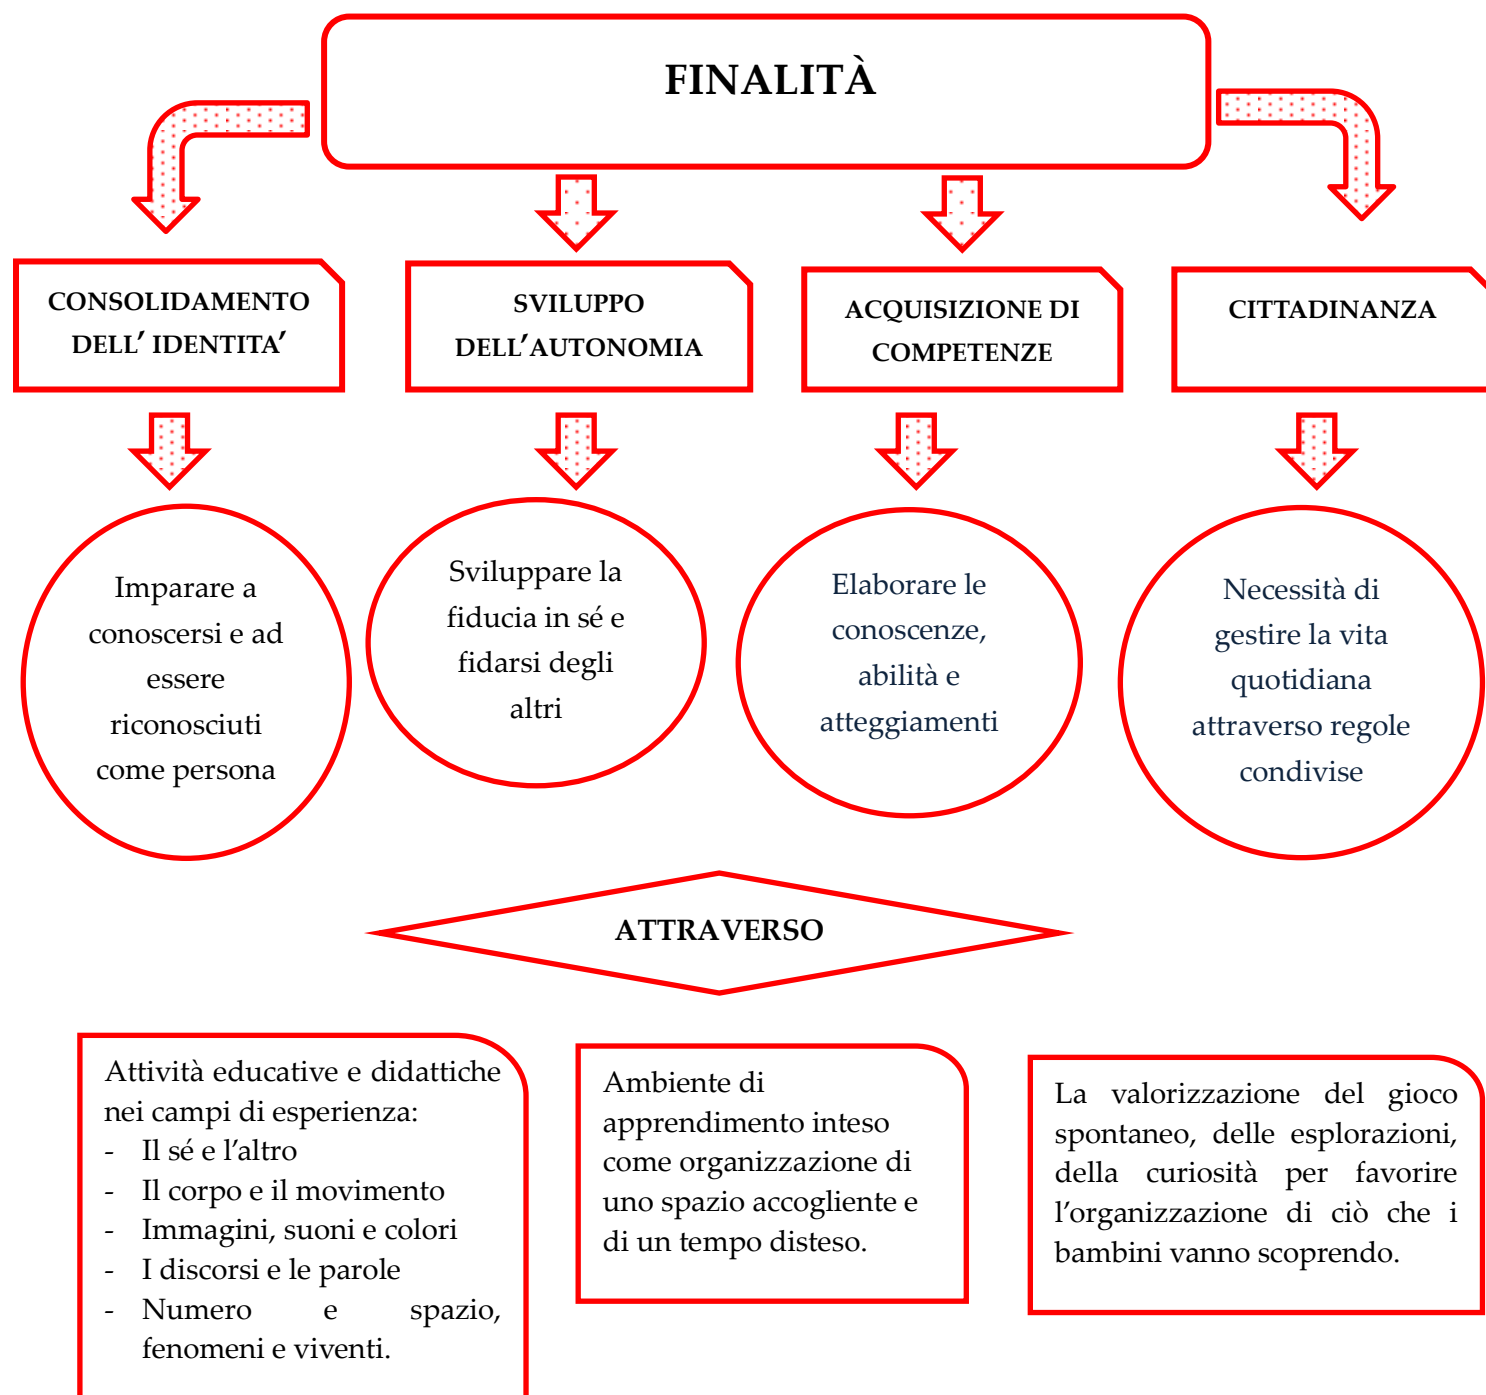 FINALITÀ
CONSOLIDAMENTO
DELL’ IDENTITA’
SVILUPPO
DELL’AUTONOMIA
ACQUISIZIONE DI
COMPETENZE
CITTADINANZA
Imparare a
conoscersi e ad
essere
riconosciuti
come persona
Sviluppare la
fiducia in sé e
fidarsi degli
altri
Elaborare le
conoscenze,
abilità e
atteggiamenti
Necessità di
gestire la vita
quotidiana
attraverso regole
condivise
ATTRAVERSO
Attività educative e didattiche
nei campi di esperienza:
- Il sé e l’altro
- Il corpo e il movimento
- Immagini, suoni e colori
- I discorsi e le parole
- Numero e spazio,
fenomeni e viventi.
Ambiente di
apprendimento inteso
come organizzazione di
uno spazio accogliente e
di un tempo disteso.
La valorizzazione del gioco
spontaneo, delle esplorazioni,
della curiosità per favorire
l’organizzazione di ciò che i
bambini vanno scoprendo.